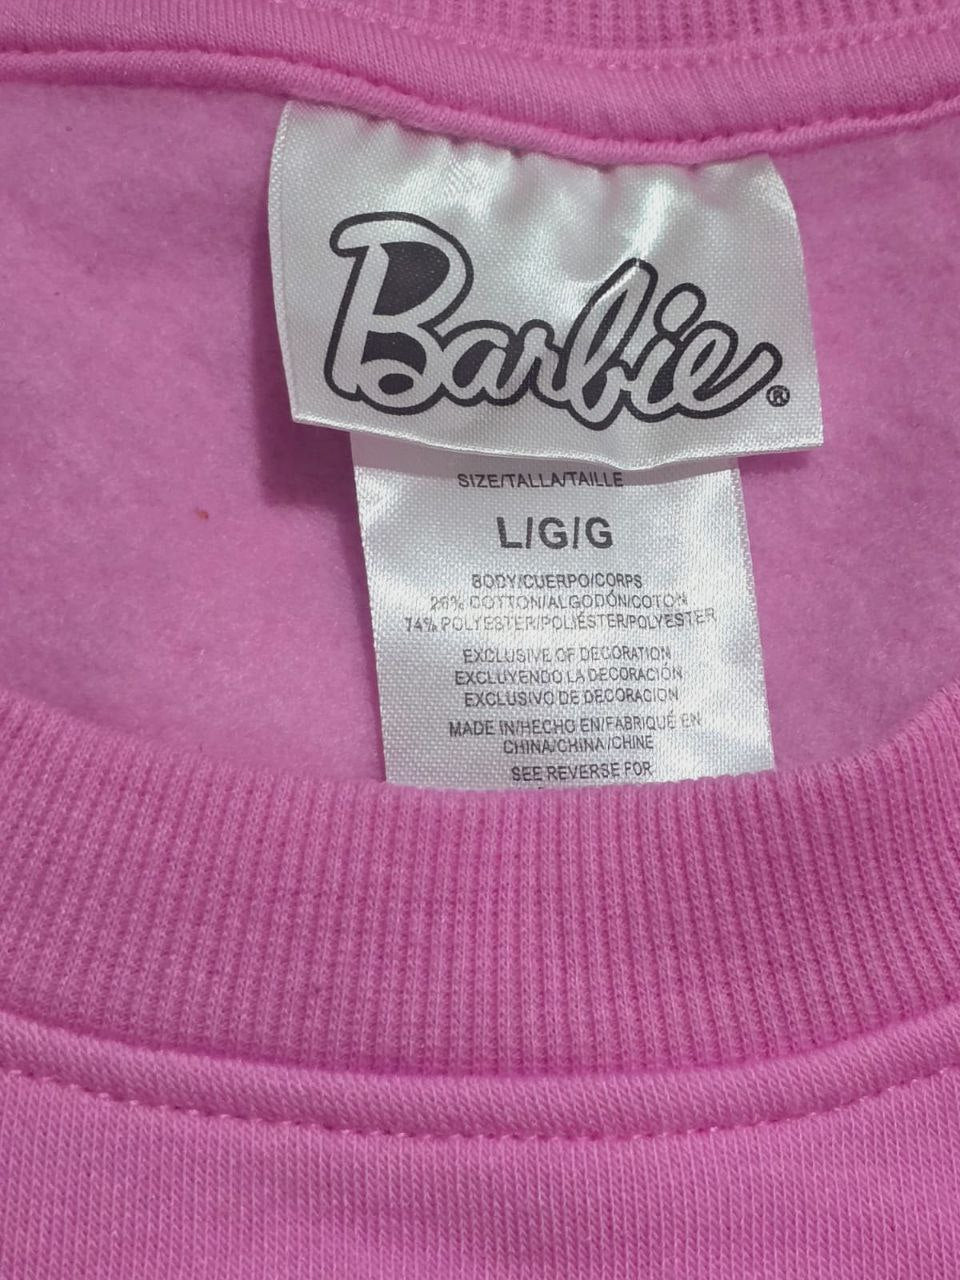 Barbie®
SIZE/TALLA/TAILLE
L/G/G
BODY/CUERPO/CORPS
26% COTTON/ALGODÓN/COTON
74% POLYESTER/POLIÉSTER/POLYESTER
EXCLUSIVE OF DECORATION
EXCLUYENDO LA DECORACIÓN
EXCLUSIVO DE DECORACION
MADE IN/HECHO EN/FABRIQUÉ EN
CHINA/CHINA/CHINE
SEE REVERSE FOR